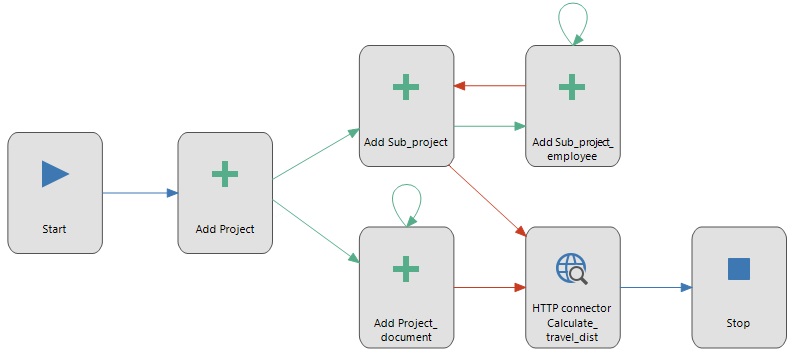 Start
Add Project
Add Sub_project
Add Sub_project_
employee
Add Project_
document
HTTP connector
Calculate_
travel_dist
Stop